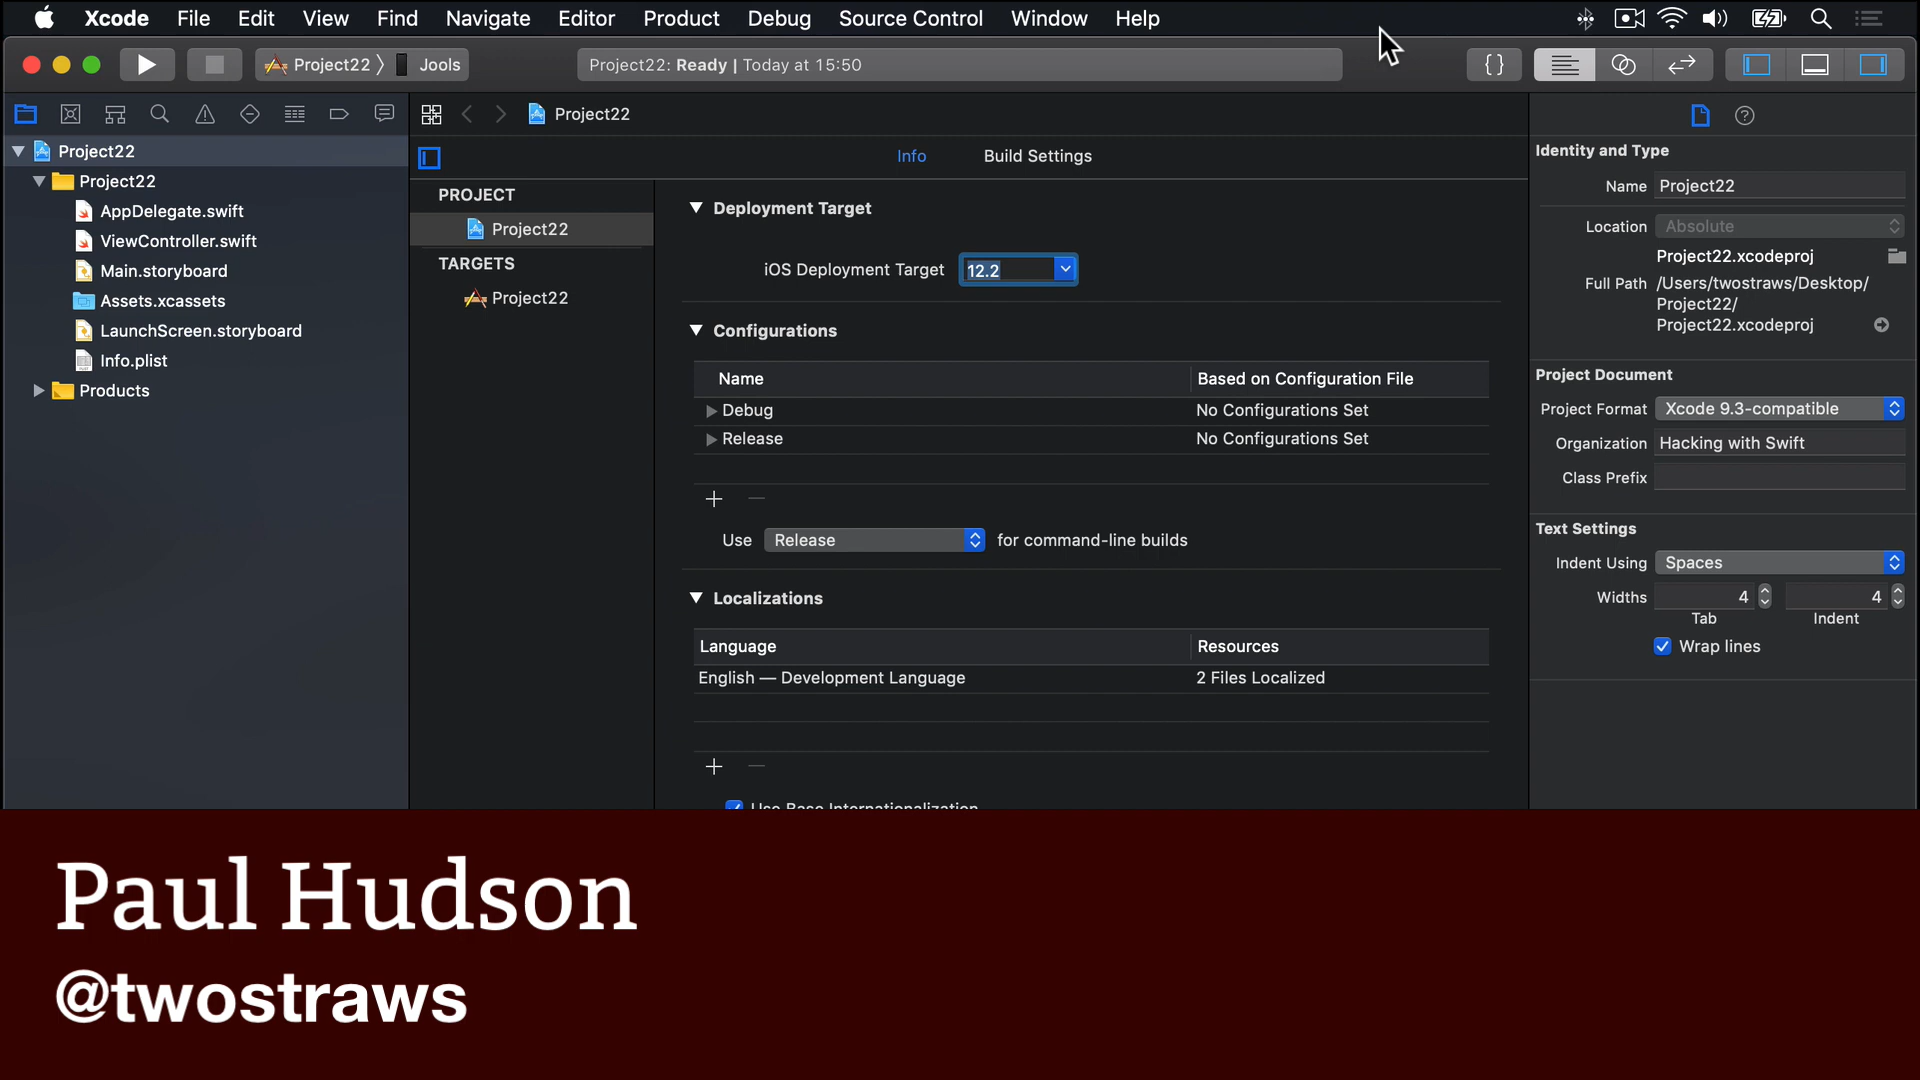 Xcode File Edit View Find Navigate Editor Product Debug Source Control Window Help
Project22 〉 Jools
Project22: Ready | Today at 15:50
{ }
Project22
Project22
AppDelegate.swift
ViewController.swift
Main.storyboard
Assets.xcassets
LaunchScreen.storyboard
Info.plist
Products
Project22
Info Build Settings
PROJECT
Project22
TARGETS
Project22
Deployment Target
iOS Deployment Target 12.2
Configurations
Name Based on Configuration File
Debug No Configurations Set
Release No Configurations Set
Use Release for command-line builds
Localizations
Language Resources
English — Development Language 2 Files Localized
Use Base Internationalization
Identity and Type
Name Project22
Location Absolute
Project22.xcodeproj
Full Path /Users/twostraws/Desktop/
Project22/
Project22.xcodeproj
Project Document
Project Format Xcode 9.3-compatible
Organization Hacking with Swift
Class Prefix
Text Settings
Indent Using Spaces
Widths 4 4
Tab Indent
Wrap lines
Paul Hudson
@twostraws